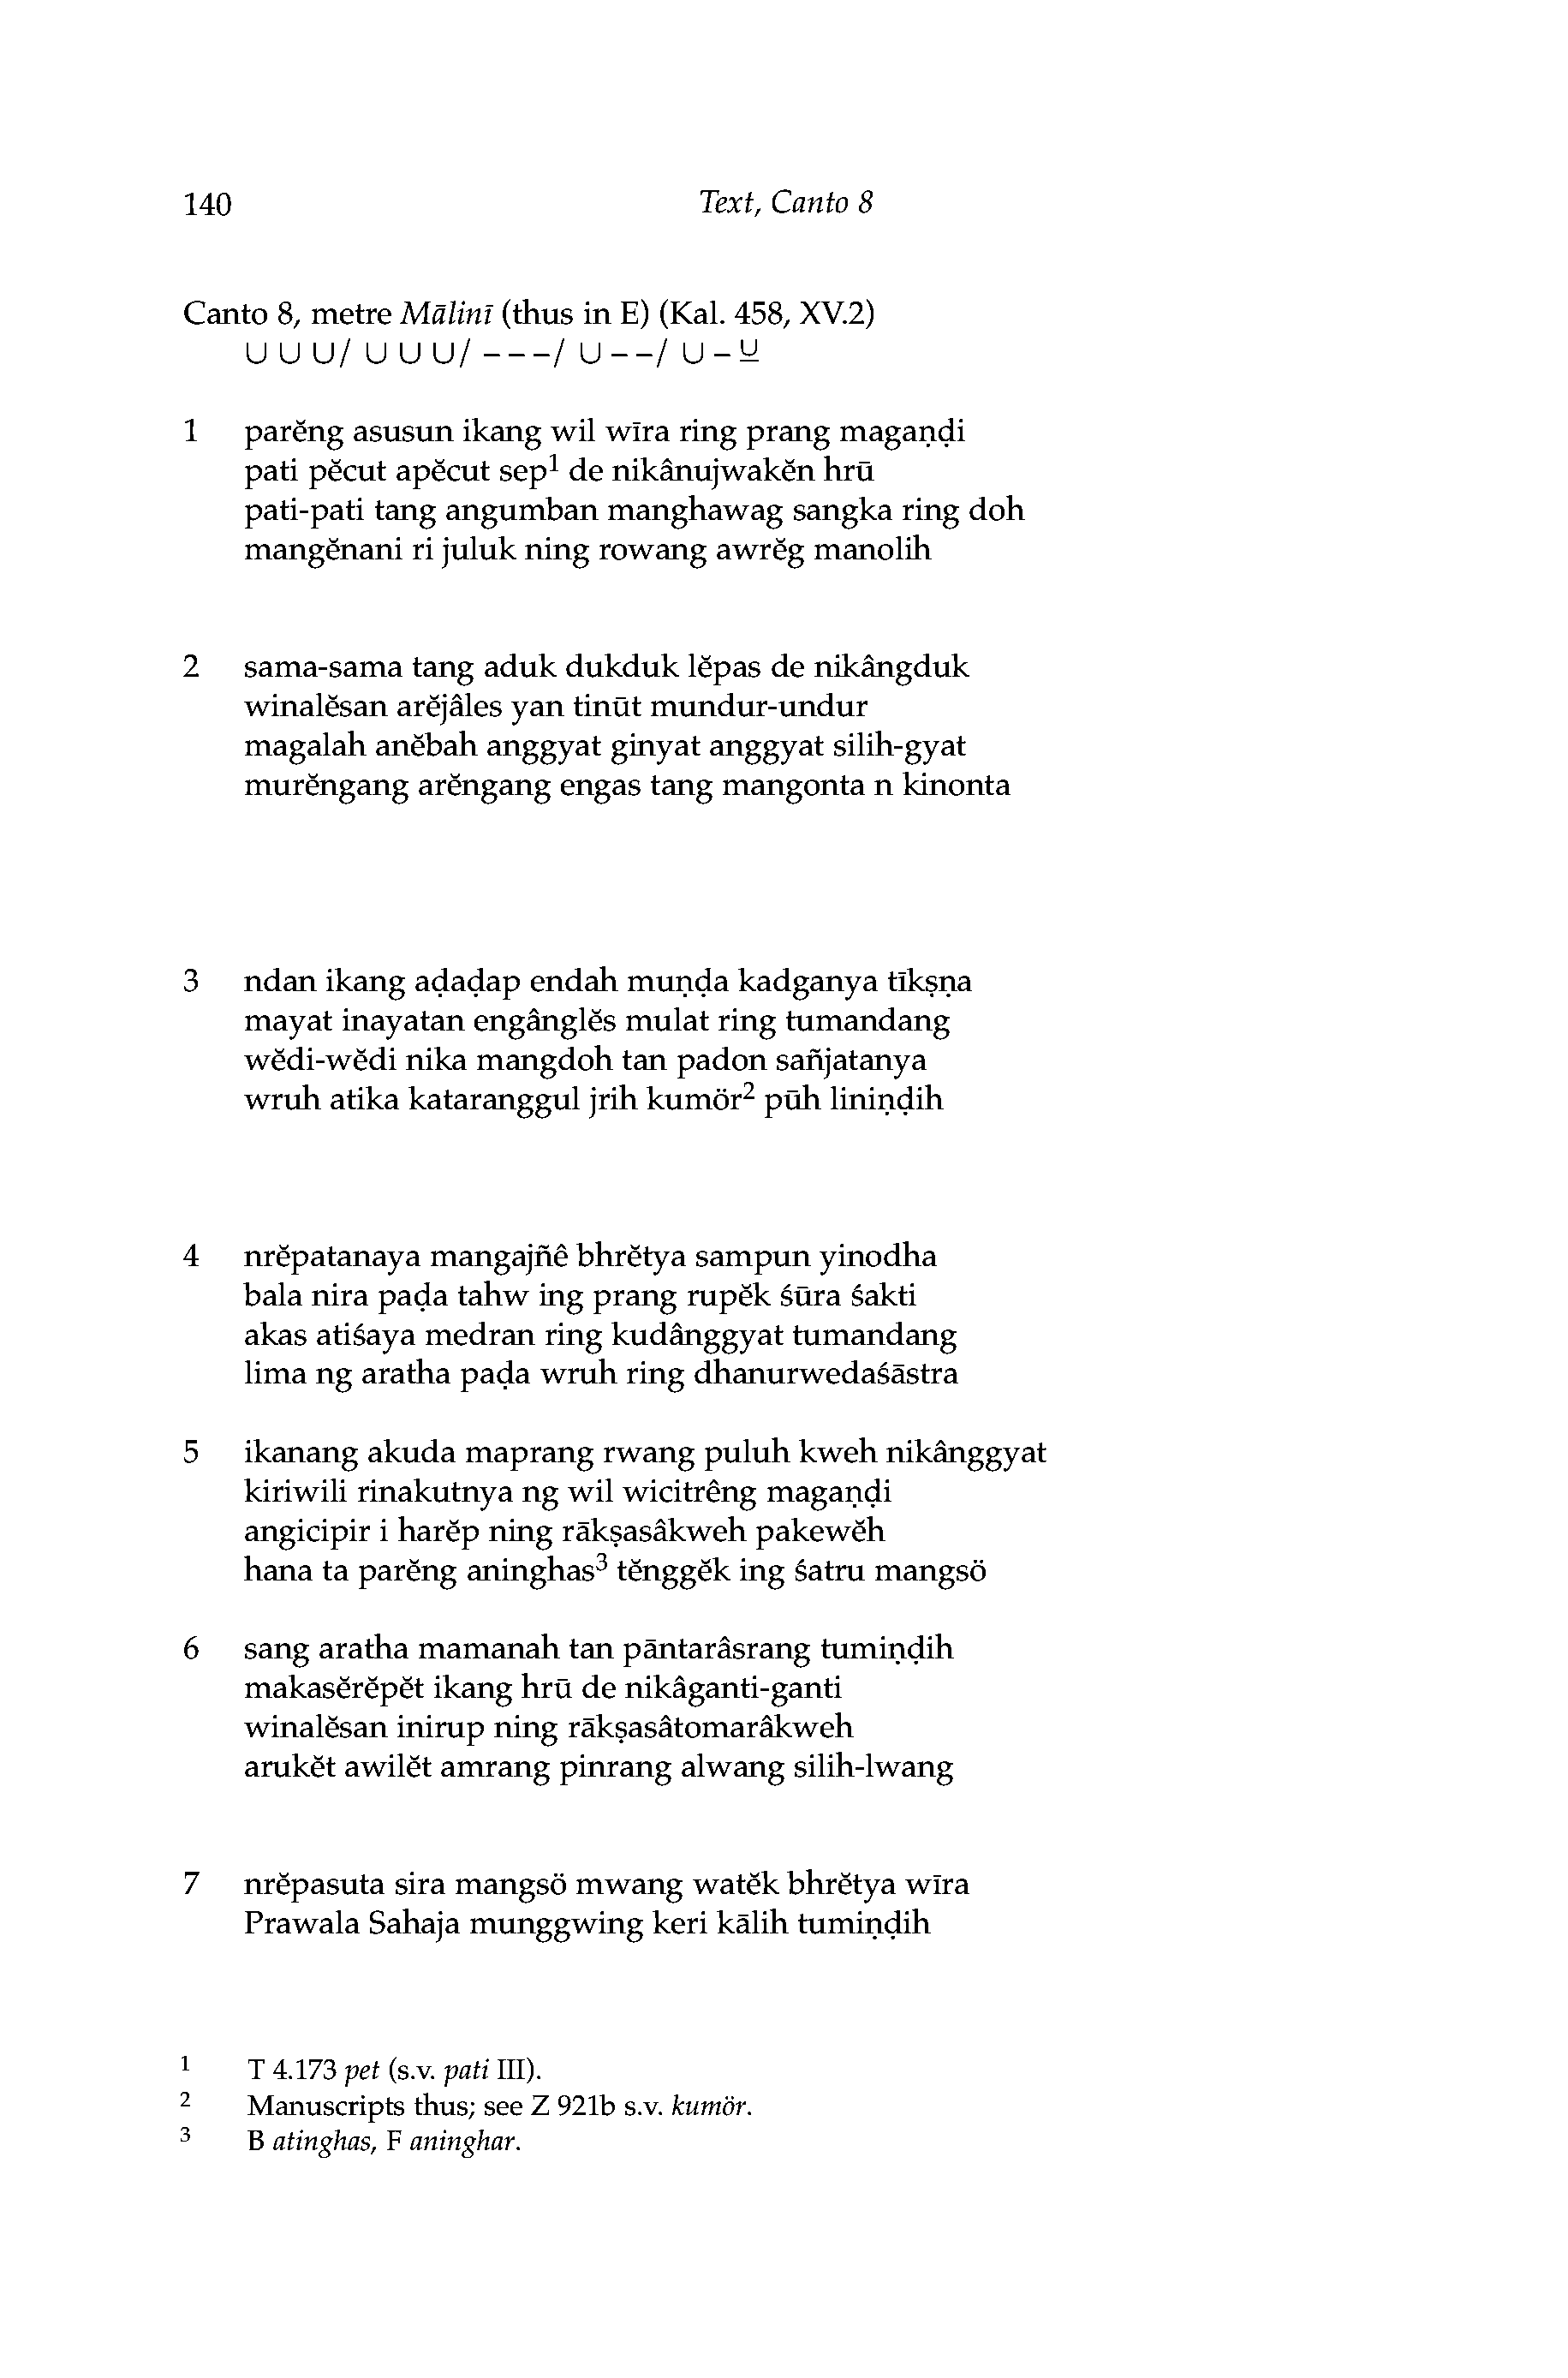 140 Text, Canto 8
Canto 8, metre Mālinī (thus in E) (Kal. 458, XV.2)
∪ ∪ ∪/ ∪ ∪ ∪/ – – –/ ∪ – –/ ∪ – ∪̲
1 parĕng asusun ikang wil wīra ring prang magaṇḍi
pati pĕcut apĕcut sep¹ de nikânujwakĕn hrū
pati-pati tang angumban manghawag sangka ring doh
mangĕnani ri juluk ning rowang awrĕg manolih
2 sama-sama tang aduk dukduk lĕpas de nikângduk
winalĕsan arĕjâles yan tinūt mundur-undur
magalah anĕbah anggyat ginyat anggyat silih-gyat
murĕngang arĕngang engas tang mangonta n kinonta
3 ndan ikang aḍaḍap endah muṇḍa kadganya tīkṣṇa
mayat inayatan engânglĕs mulat ring tumandang
wĕdi-wĕdi nika mangdoh tan padon sañjatanya
wruh atika kataranggul jrih kumör² pūh liniṇḍih
4 nrĕpatanaya mangajñê bhrĕtya sampun yinodha
bala nira paḍa tahw ing prang rupĕk śūra śakti
akas atiśaya medran ring kudânggyat tumandang
lima ng aratha paḍa wruh ring dhanurwedaśāstra
5 ikanang akuda maprang rwang puluh kweh nikânggyat
kiriwili rinakutnya ng wil wicitrêng magaṇḍi
angicipir i harĕp ning rākṣasâkweh pakewĕh
hana ta parĕng aninghas³ tĕnggĕk ing śatru mangsö
6 sang aratha mamanah tan pāntarâsrang tumiṇḍih
makasĕrĕpĕt ikang hrū de nikâganti-ganti
winalĕsan inirup ning rākṣasâtomarâkweh
arukĕt awilĕt amrang pinrang alwang silih-lwang
7 nrĕpasuta sira mangsö mwang watĕk bhrĕtya wīra
Prawala Sahaja munggwing keri kālih tumiṇḍih
¹ T 4.173 pet (s.v. pati III).
² Manuscripts thus; see Z 921b s.v. kumör.
³ B atinghas, F aninghar.